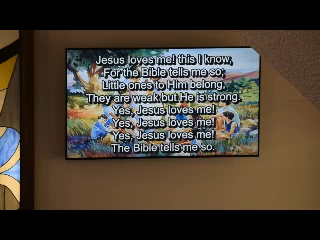 Jesus loves me! this I know,
For the Bible tells me so;
Little ones to Him belong,
They are weak but He is strong.
Yes, Jesus loves me!
Yes, Jesus loves me!
Yes, Jesus loves me!
The Bible tells me so.